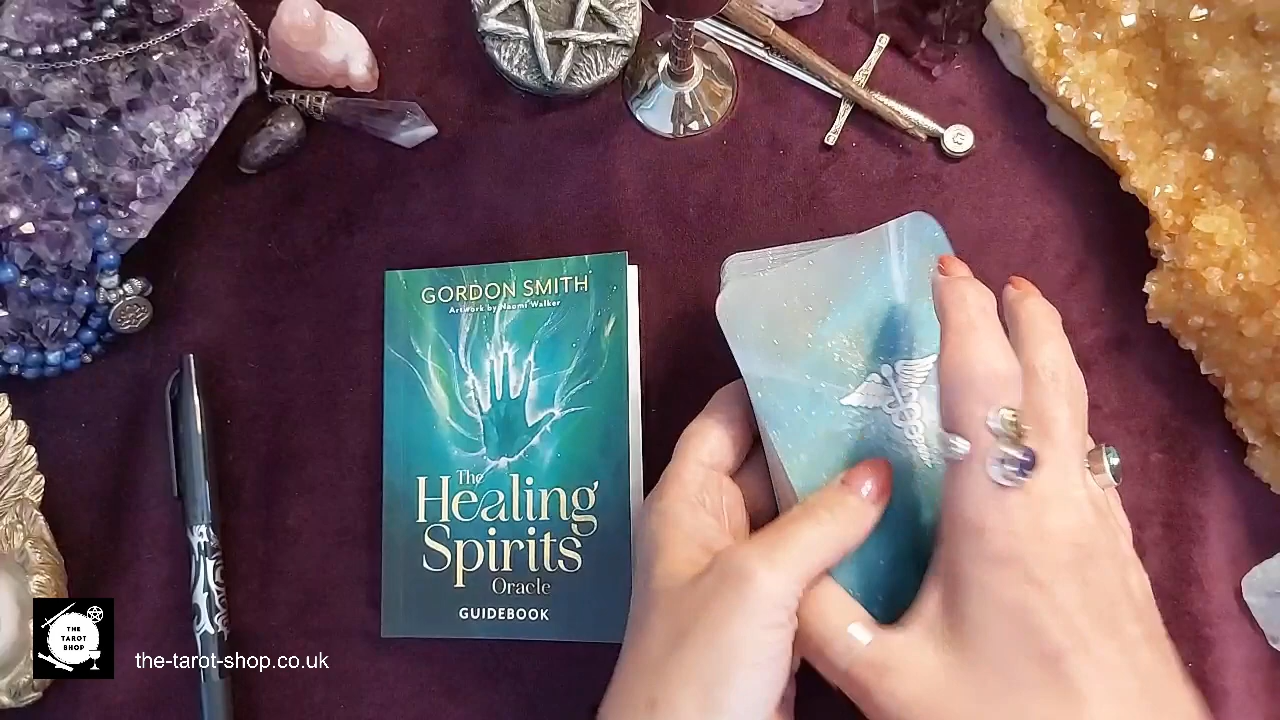 GORDON SMITH
Artwork by Naomi Walker
The
Healing
Spirits
Oracle
GUIDEBOOK
THE
TAROT
SHOP
the-tarot-shop.co.uk